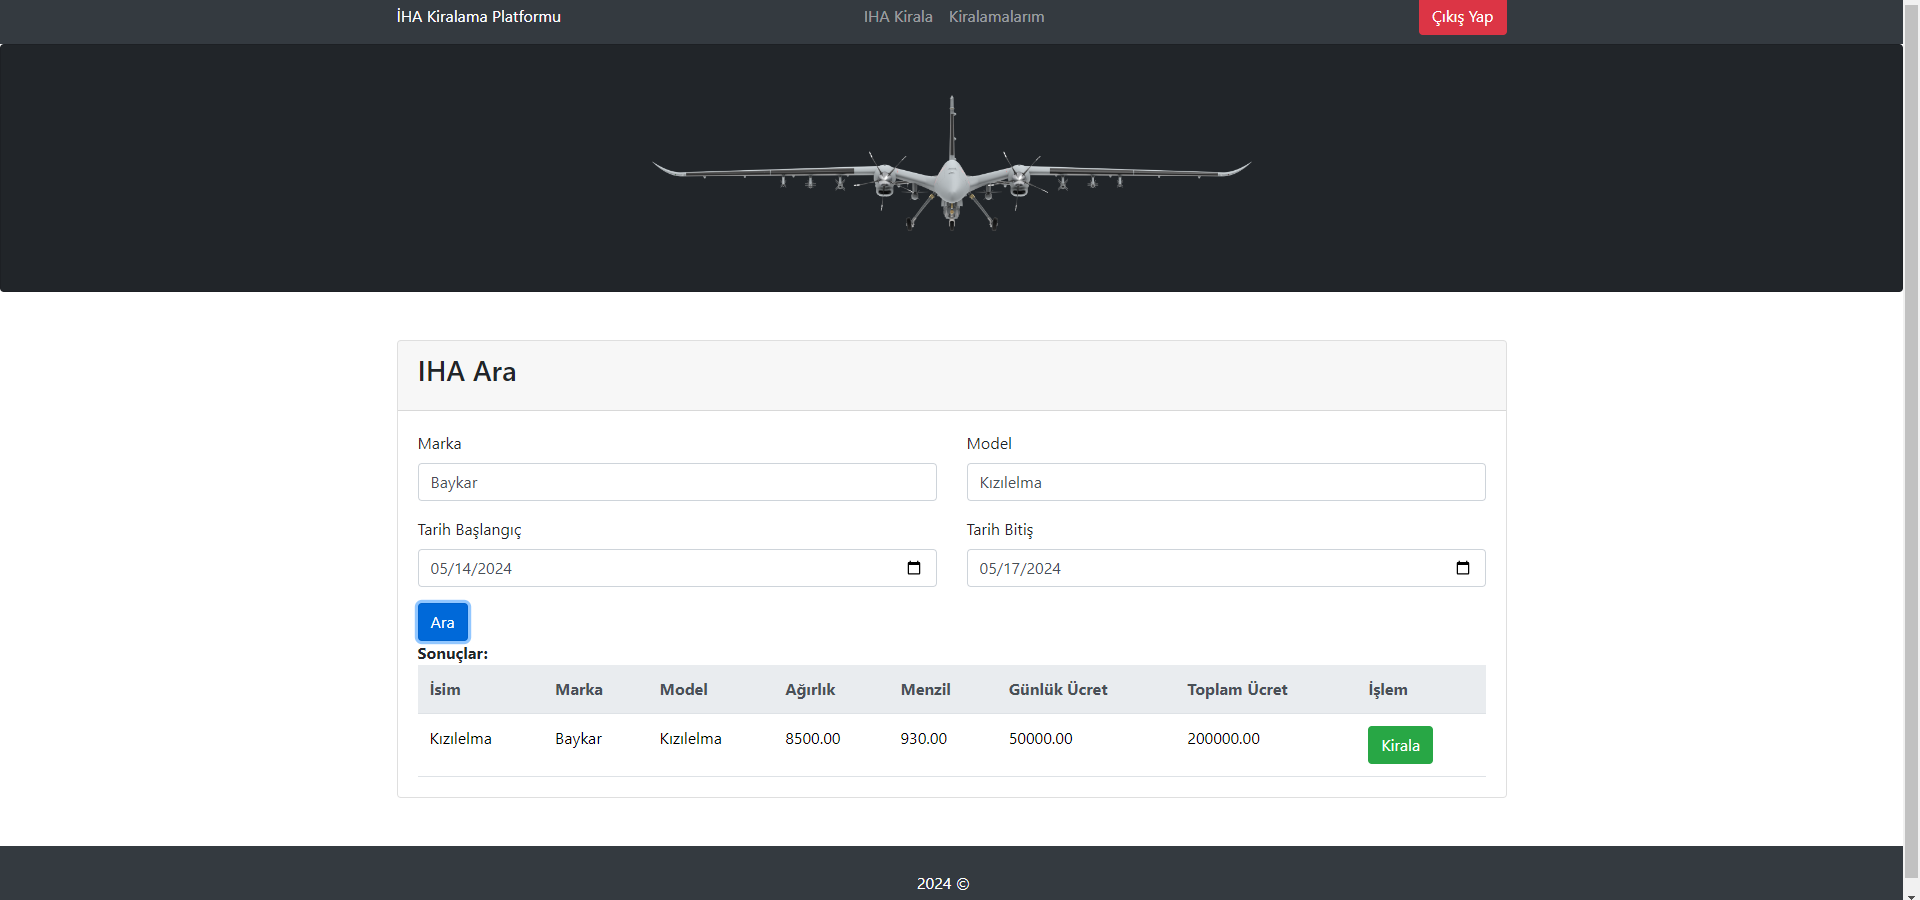 İHA Kiralama Platformu IHA Kirala Kiralamalarım Çıkış Yap
IHA Ara
Marka Model
Baykar Kızılelma
Tarih Başlangıç Tarih Bitiş
05/14/2024 05/17/2024
Ara
Sonuçlar:
İsim Marka Model Ağırlık Menzil Günlük Ücret Toplam Ücret İşlem
Kızılelma Baykar Kızılelma 8500.00 930.00 50000.00 200000.00 Kirala
2024 ©